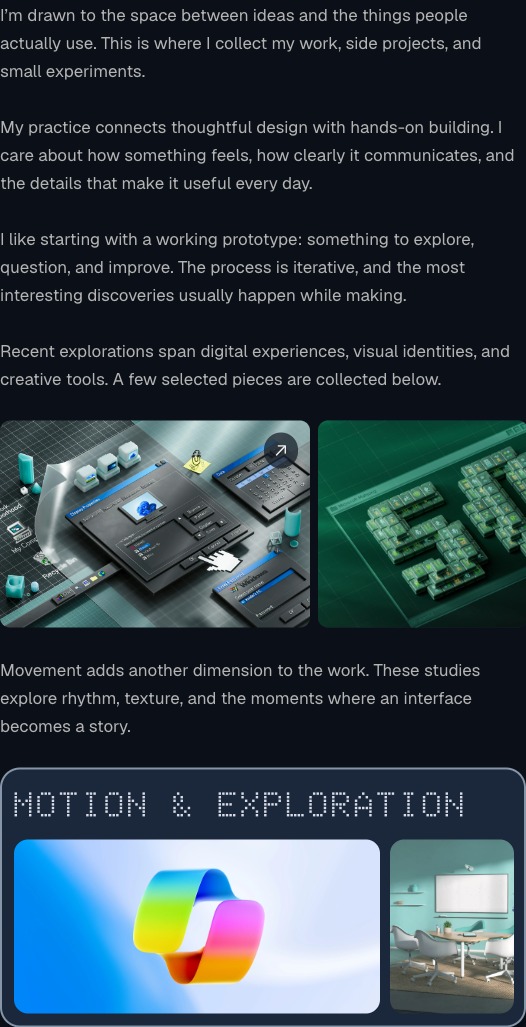 I'm drawn to the space between ideas and the things people
actually use. This is where I collect my work, side projects, and
small experiments.
My practice connects thoughtful design with hands-on building. I
care about how something feels, how clearly it communicates, and
the details that make it useful every day.
I like starting with a working prototype: something to explore,
question, and improve. The process is iterative, and the most
interesting discoveries usually happen while making.
Recent explorations span digital experiences, visual identities, and
creative tools. A few selected pieces are collected below.
Display Properties
Movement adds another dimension to the work. These studies
explore rhythm, texture, and the moments where an interface
becomes a story.
MOTION & EXPLORATION